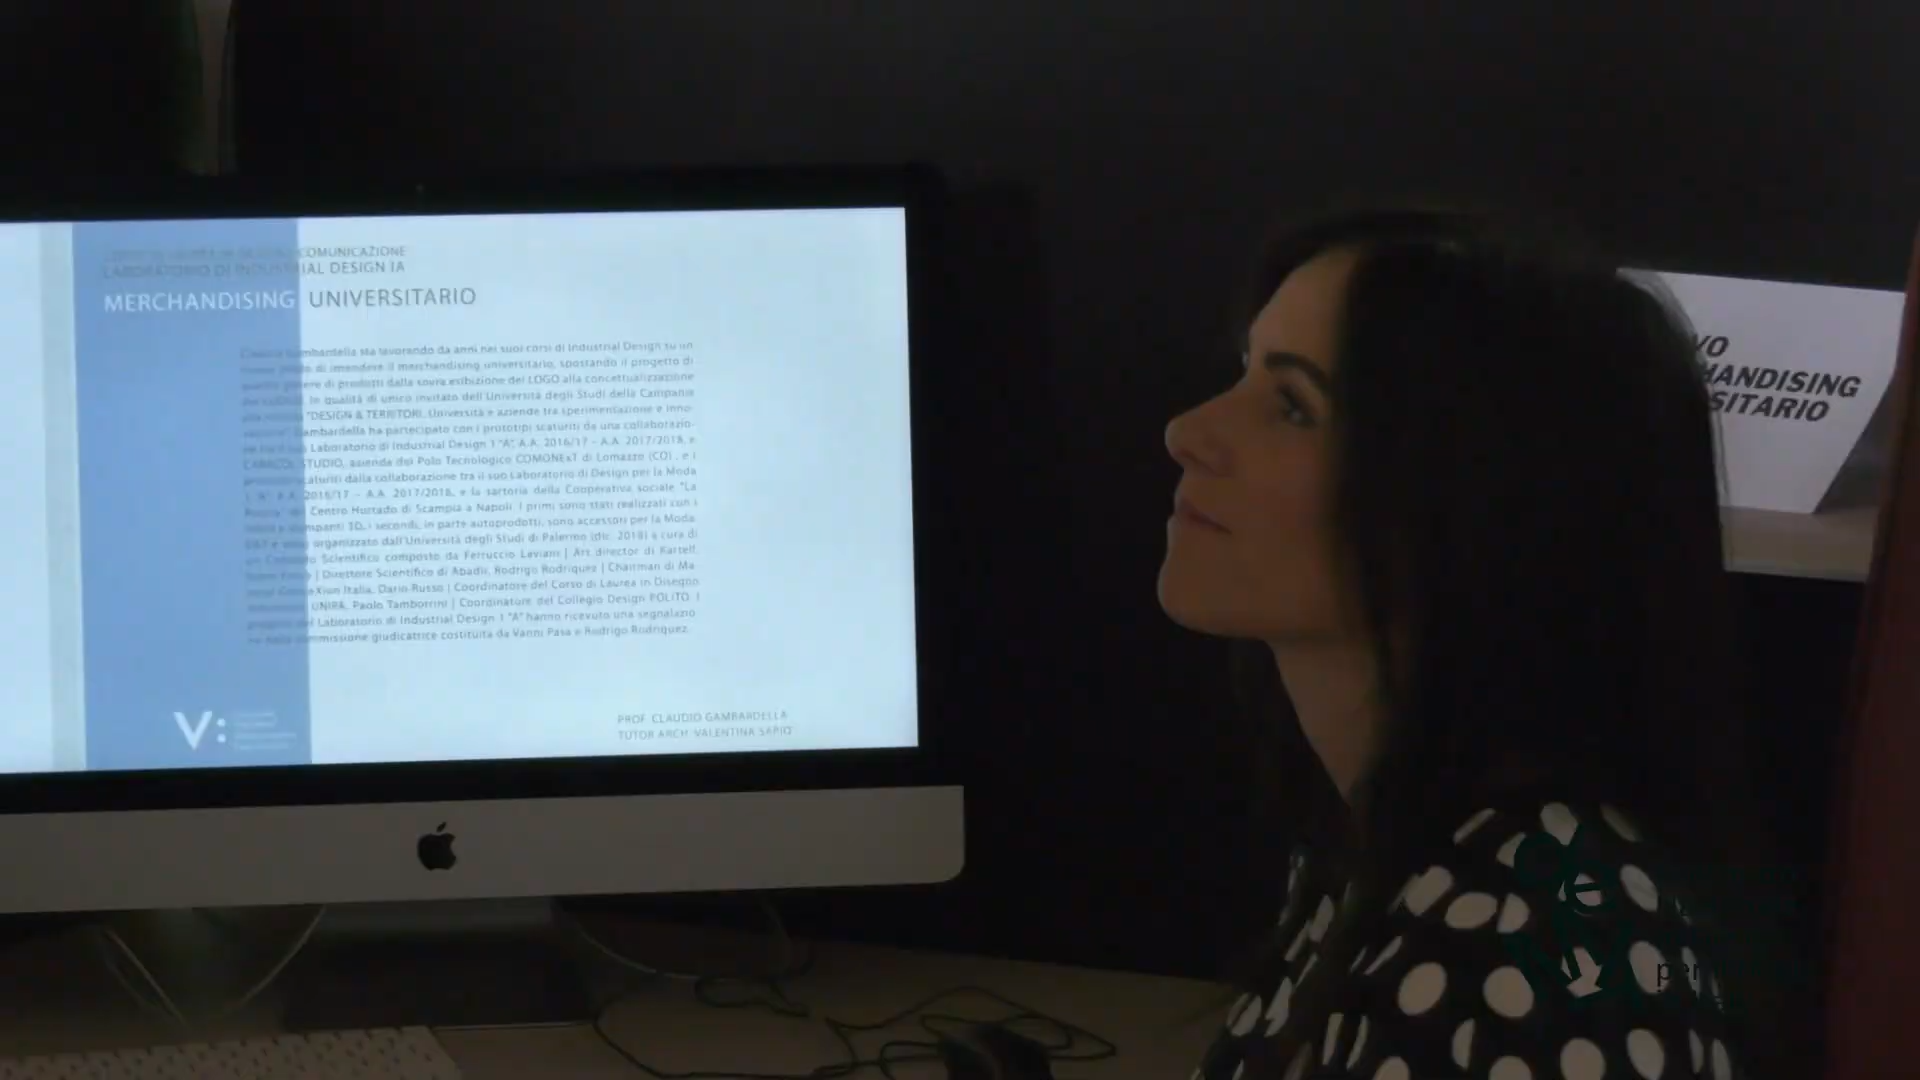 COMUNICAZIONE
LABORATORIO DI INDUSTRIAL DESIGN IA
MERCHANDISING UNIVERSITARIO
Gambardella sta lavorando da anni nei suoi corsi di Industrial Design su un
di intendere il merchandising universitario, spostando il progetto di
genere di prodotti dalla sovra esibizione del LOGO alla concettualizzazione
In qualità di unico invitato dell'Università degli Studi della Campania
"DESIGN & TERRITORI. Università e aziende tra sperimentazione e inno-
Gambardella ha partecipato con i prototipi scaturiti da una collaborazio-
Laboratorio di Industrial Design 1 "A", A.A. 2016/17 - A.A. 2017/2018, e
STUDIO, azienda del Polo Tecnologico COMONExT di Lomazzo (CO), e i
scaturiti dalla collaborazione tra il suo Laboratorio di Design per la Moda
A.A. 2016/17 - A.A. 2017/2018, e la sartoria della Cooperativa sociale "La
del Centro Hurtado di Scampia a Napoli. I primi sono stati realizzati con i
stampanti 3D, i secondi, in parte autoprodotti, sono accessori per la Moda.
organizzato dall'Università degli Studi di Palermo (dic. 2018) a cura di
un Comitato Scientifico composto da Ferruccio Laviani | Art director di Kartell,
| Direttore Scientifico di Abadir, Rodrigo Rodriquez | Chairman di Ma-
Italia, Dario Russo | Coordinatore del Corso di Laurea in Disegno
UNIPA, Paolo Tamborrini | Coordinatore del Collegio Design POLITO. I
del Laboratorio di Industrial Design 1 "A" hanno ricevuto una segnalazio-
commissione giudicatrice costituita da Vanni Pasa e Rodrigo Rodriquez.
V:
PROF. CLAUDIO GAMBARDELLA
TUTOR ARCH. VALENTINA SAPIO
VO
HANDISING
SITARIO
per